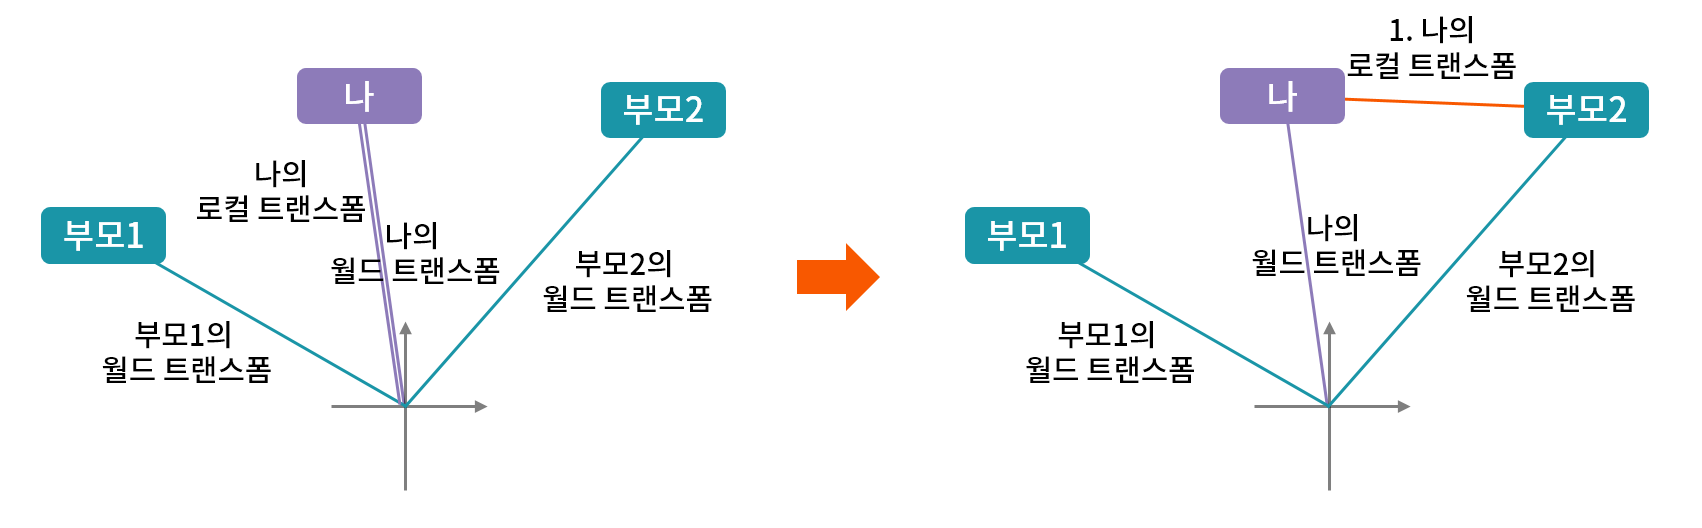 나
부모2
나의
로컬 트랜스폼
부모1
나의
월드 트랜스폼
부모2의
월드 트랜스폼
부모1의
월드 트랜스폼
1. 나의
로컬 트랜스폼
나
부모2
부모1
나의
월드 트랜스폼
부모2의
월드 트랜스폼
부모1의
월드 트랜스폼